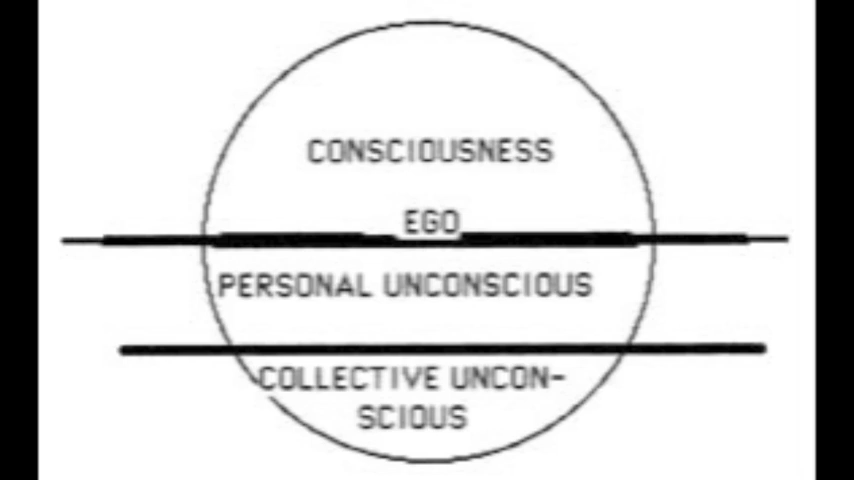 CONSCIOUSNESS
EGO
PERSONAL UNCONSCIOUS
COLLECTIVE UNCON-
SCIOUS